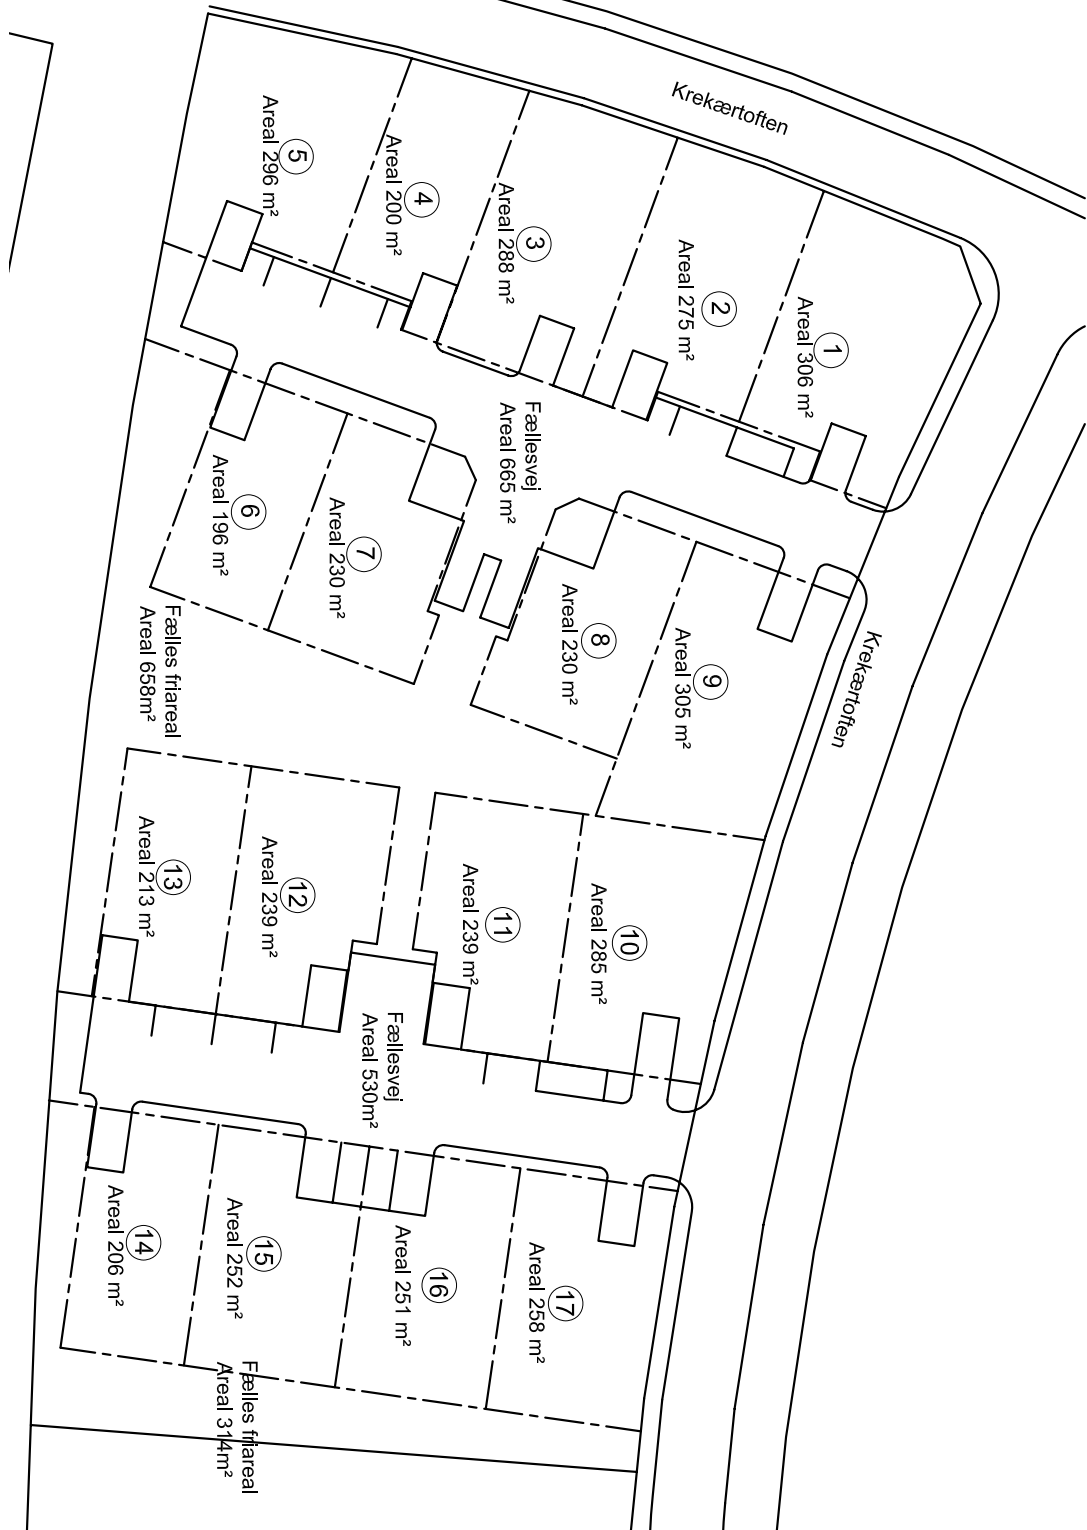 Krekærtoften
5
Areal 296 m²
4
Areal 200 m²
3
Areal 288 m²
2
Areal 275 m²
1
Areal 306 m²
Fællesvej
Areal 665 m²
6
Areal 196 m²
7
Areal 230 m²
8
Areal 230 m²
9
Areal 305 m²
Krekærtoften
Fælles friareal
Areal 658m²
13
Areal 213 m²
12
Areal 239 m²
11
Areal 239 m²
10
Areal 285 m²
Fællesvej
Areal 530m²
14
Areal 206 m²
15
Areal 252 m²
16
Areal 251 m²
17
Areal 258 m²
Fælles friareal
Areal 314m²